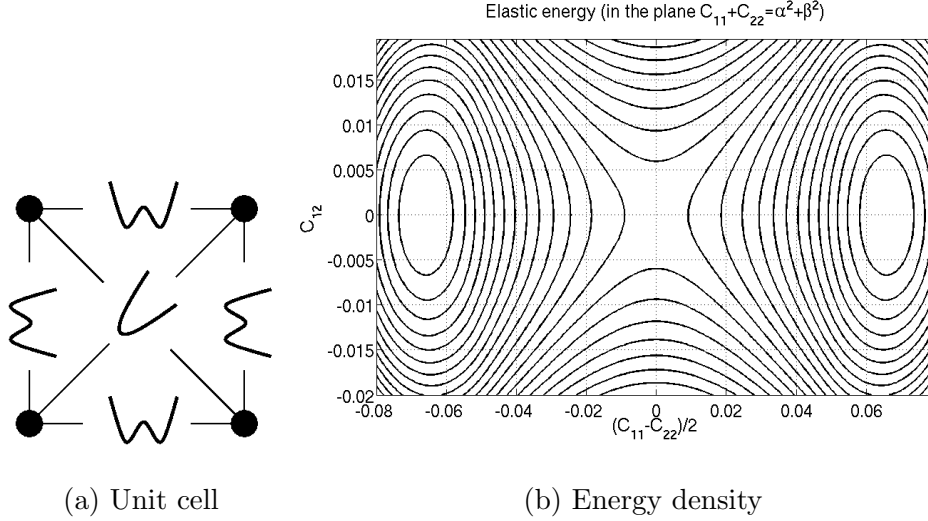 Elastic energy (in the plane C₁₁+C₂₂=α²+β²)
C₁₂
0.015
0.01
0.005
0
-0.005
-0.01
-0.015
-0.02
-0.08 -0.06 -0.04 -0.02 0 0.02 0.04 0.06
(C₁₁-C₂₂)/2
(a) Unit cell (b) Energy density